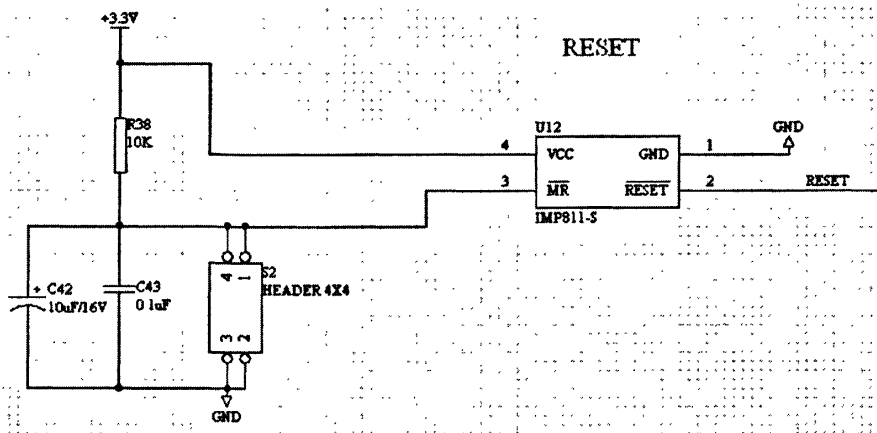 +3.3V
RESET
R38
10K
U12
4
VCC
GND
1
GND
3
MR
RESET
2
RESET
IMP811-S
C42
10uF/16V
C43
0.1uF
4
1
S2
HEADER 4X4
3
2
GND